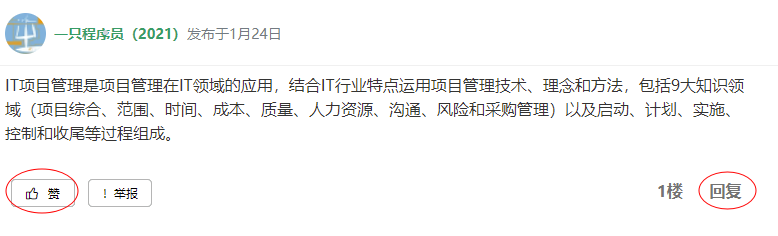 一只程序员（2021）发布于1月24日
IT项目管理是项目管理在IT领域的应用，结合IT行业特点运用项目管理技术、理念和方法，包括9大知识领
域（项目综合、范围、时间、成本、质量、人力资源、沟通、风险和采购管理）以及启动、计划、实施、
控制和收尾等过程组成。
赞 ! 举报 1楼 回复